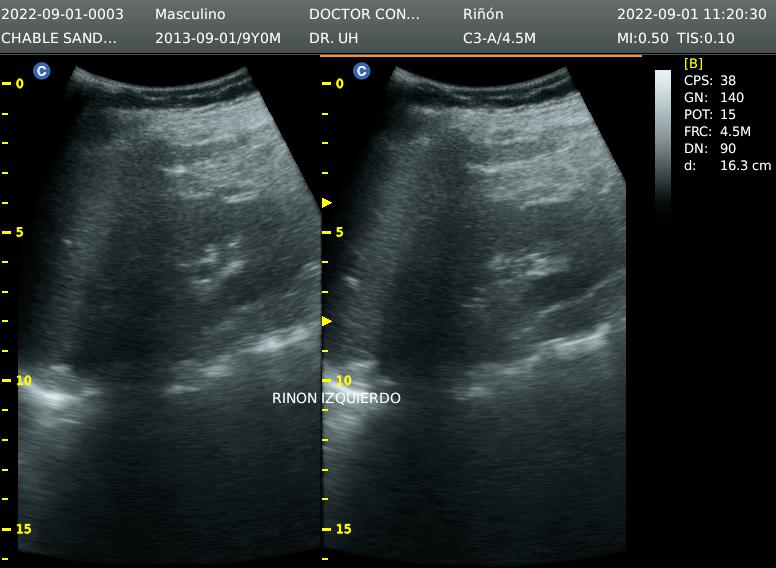 2022-09-01-0003 Masculino DOCTOR CON... Riñón 2022-09-01 11:20:30
CHABLE SAND... 2013-09-01/9Y0M DR. UH C3-A/4.5M MI:0.50 TIS:0.10
C C [B]
0 0 CPS: 38
GN: 140
POT: 15
FRC: 4.5M
DN: 90
d: 16.3 cm
5 5
10 10
RINON IZQUIERDO
15 15